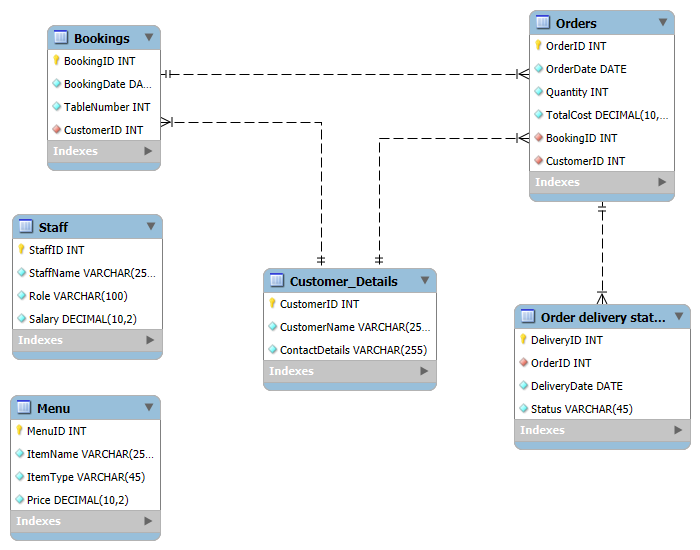 Bookings
BookingID INT
BookingDate DA...
TableNumber INT
CustomerID INT
Indexes
Orders
OrderID INT
OrderDate DATE
Quantity INT
TotalCost DECIMAL(10,...
BookingID INT
CustomerID INT
Indexes
Staff
StaffID INT
StaffName VARCHAR(25...
Role VARCHAR(100)
Salary DECIMAL(10,2)
Indexes
Customer_Details
CustomerID INT
CustomerName VARCHAR(25...
ContactDetails VARCHAR(255)
Indexes
Order delivery stat...
DeliveryID INT
OrderID INT
DeliveryDate DATE
Status VARCHAR(45)
Indexes
Menu
MenuID INT
ItemName VARCHAR(25...
ItemType VARCHAR(45)
Price DECIMAL(10,2)
Indexes